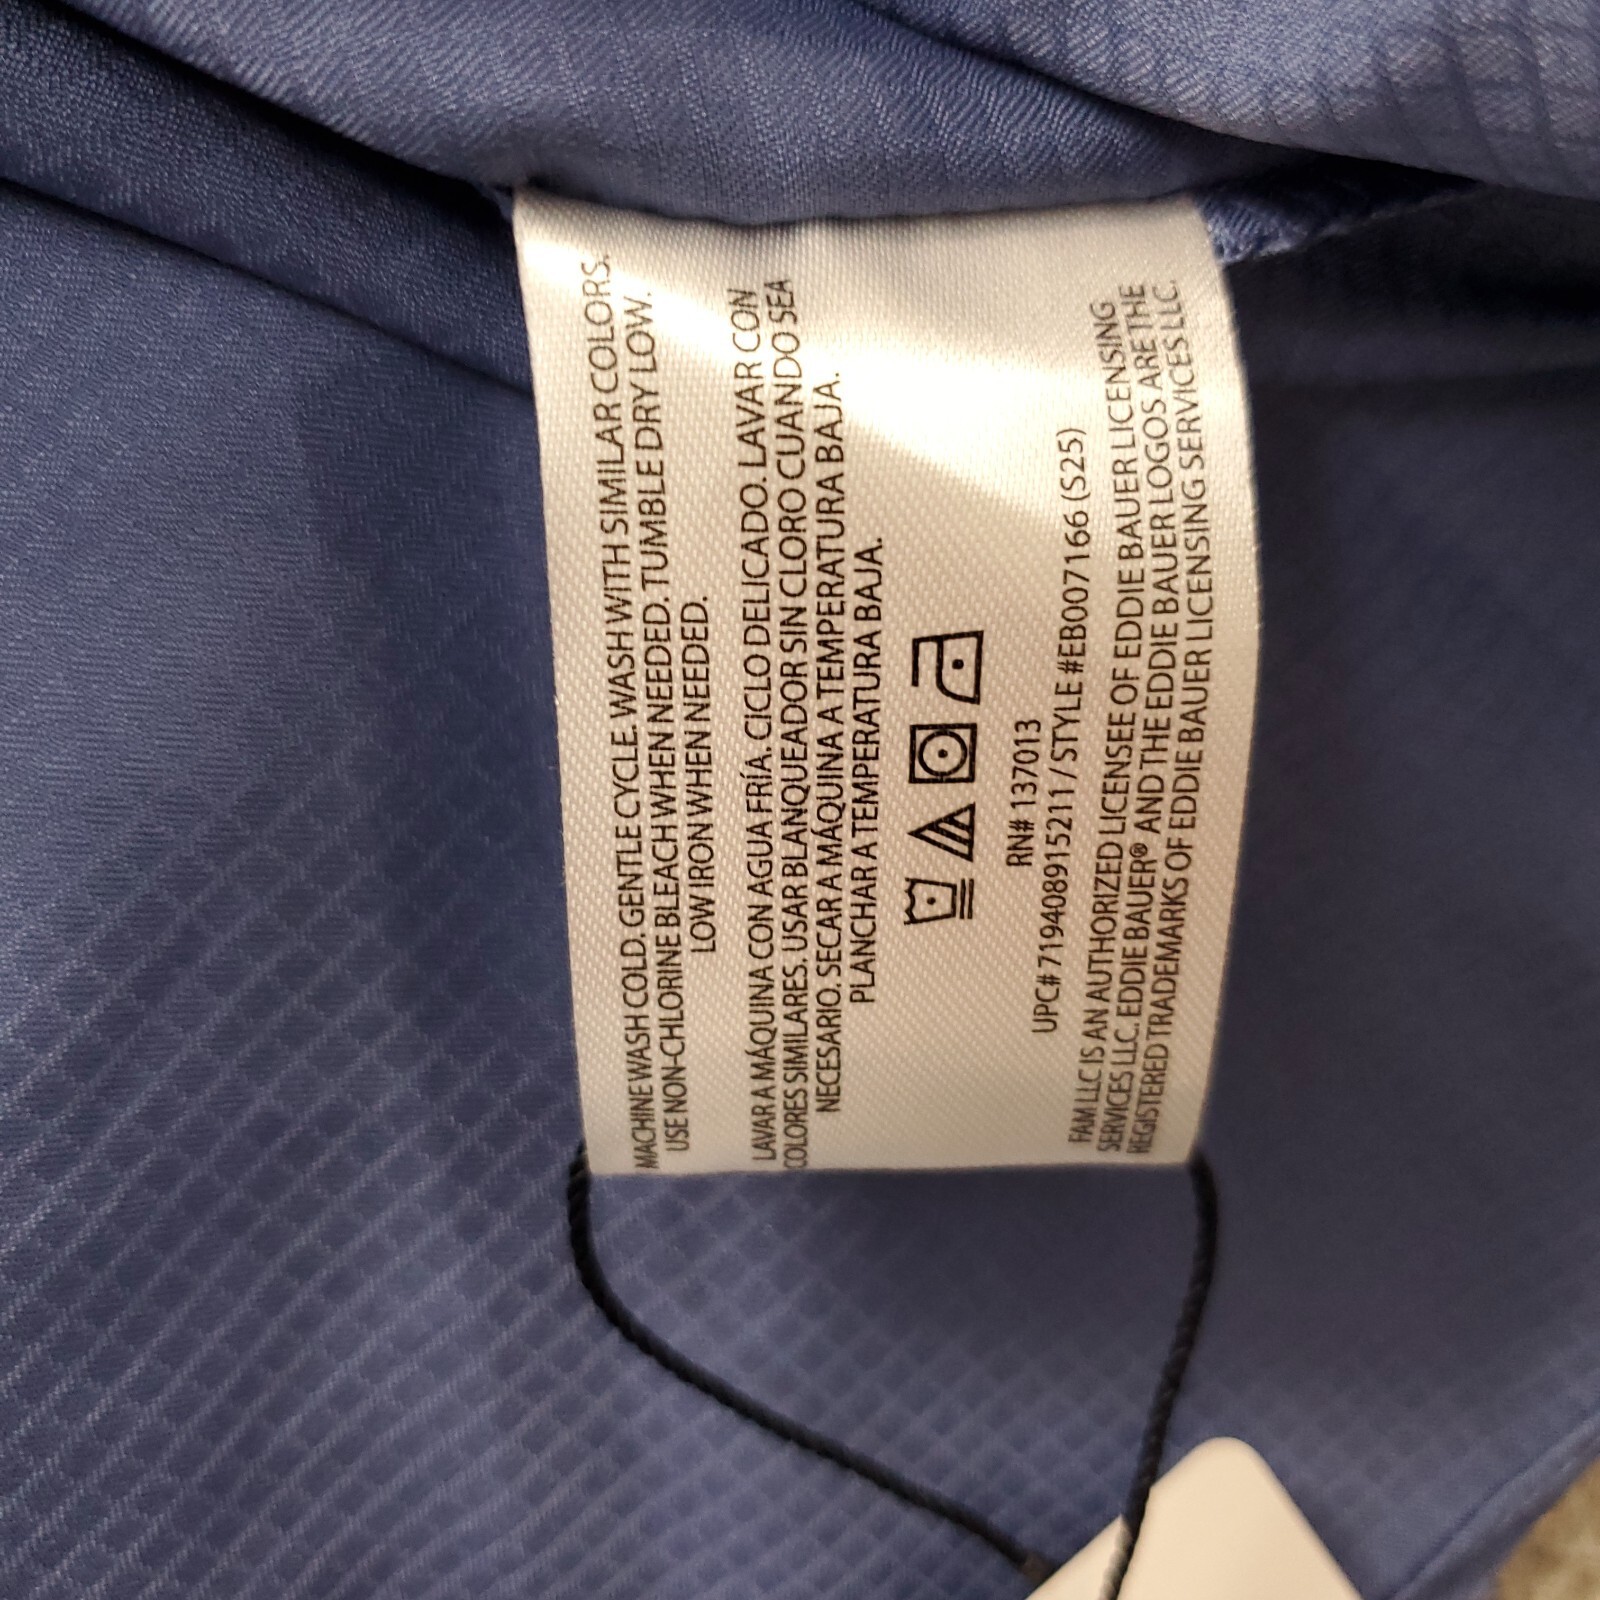 MACHINE WASH COLD. GENTLE CYCLE. WASH WITH SIMILAR COLORS.
USE NON-CHLORINE BLEACH WHEN NEEDED. TUMBLE DRY LOW.
LOW IRON WHEN NEEDED.
LAVAR A MÁQUINA CON AGUA FRÍA. CICLO DELICADO. LAVAR CON
COLORES SIMILARES. USAR BLANQUEADOR SIN CLORO CUANDO SEA
NECESARIO. SECAR A MÁQUINA A TEMPERATURA BAJA.
PLANCHAR A TEMPERATURA BAJA.
RN# 137013
UPC# 719408915211 / STYLE #EB007166 (S25)
FAM LLC IS AN AUTHORIZED LICENSEE OF EDDIE BAUER LICENSING
SERVICES LLC. EDDIE BAUER® AND THE EDDIE BAUER LOGOS ARE THE
REGISTERED TRADEMARKS OF EDDIE BAUER LICENSING SERVICES LLC.